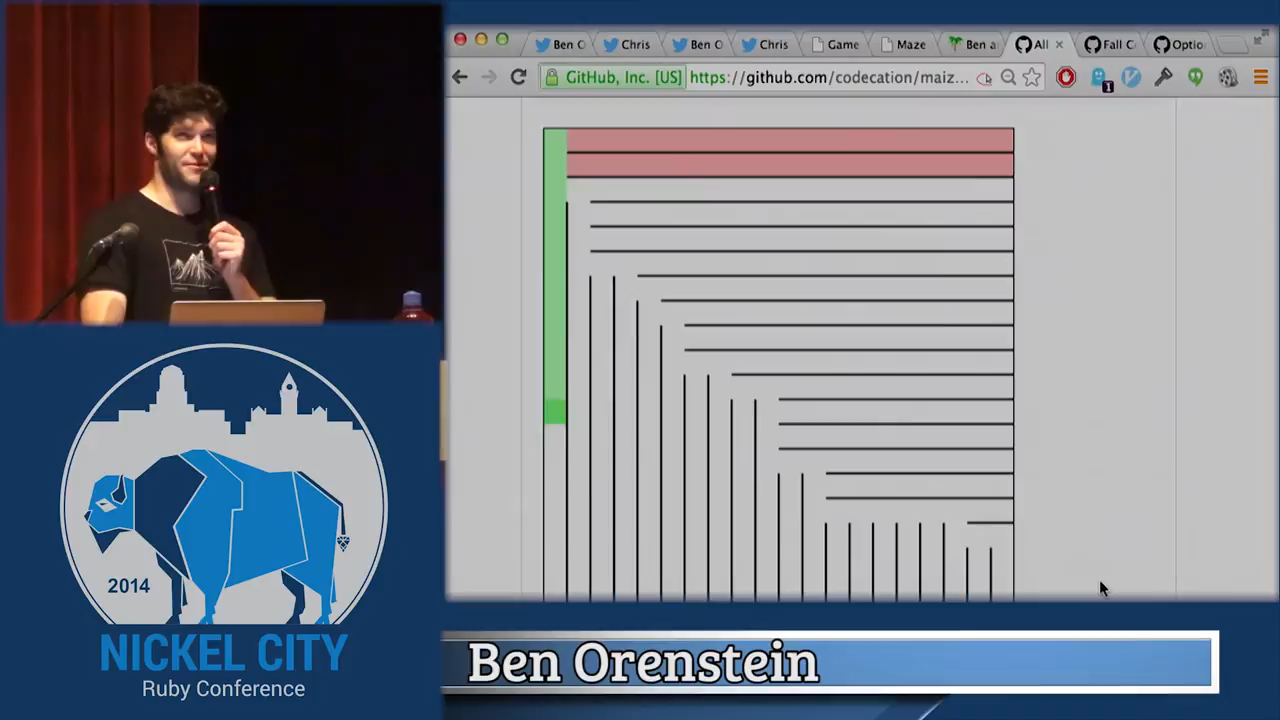 Ben O
Chris
Ben O
Chris
Game
Maze
Ben a
All
Fall C
Optio
GitHub, Inc. [US]
https://github.com/codecation/maiz...
1
2014
NICKEL CITY
Ruby Conference
Ben Orenstein